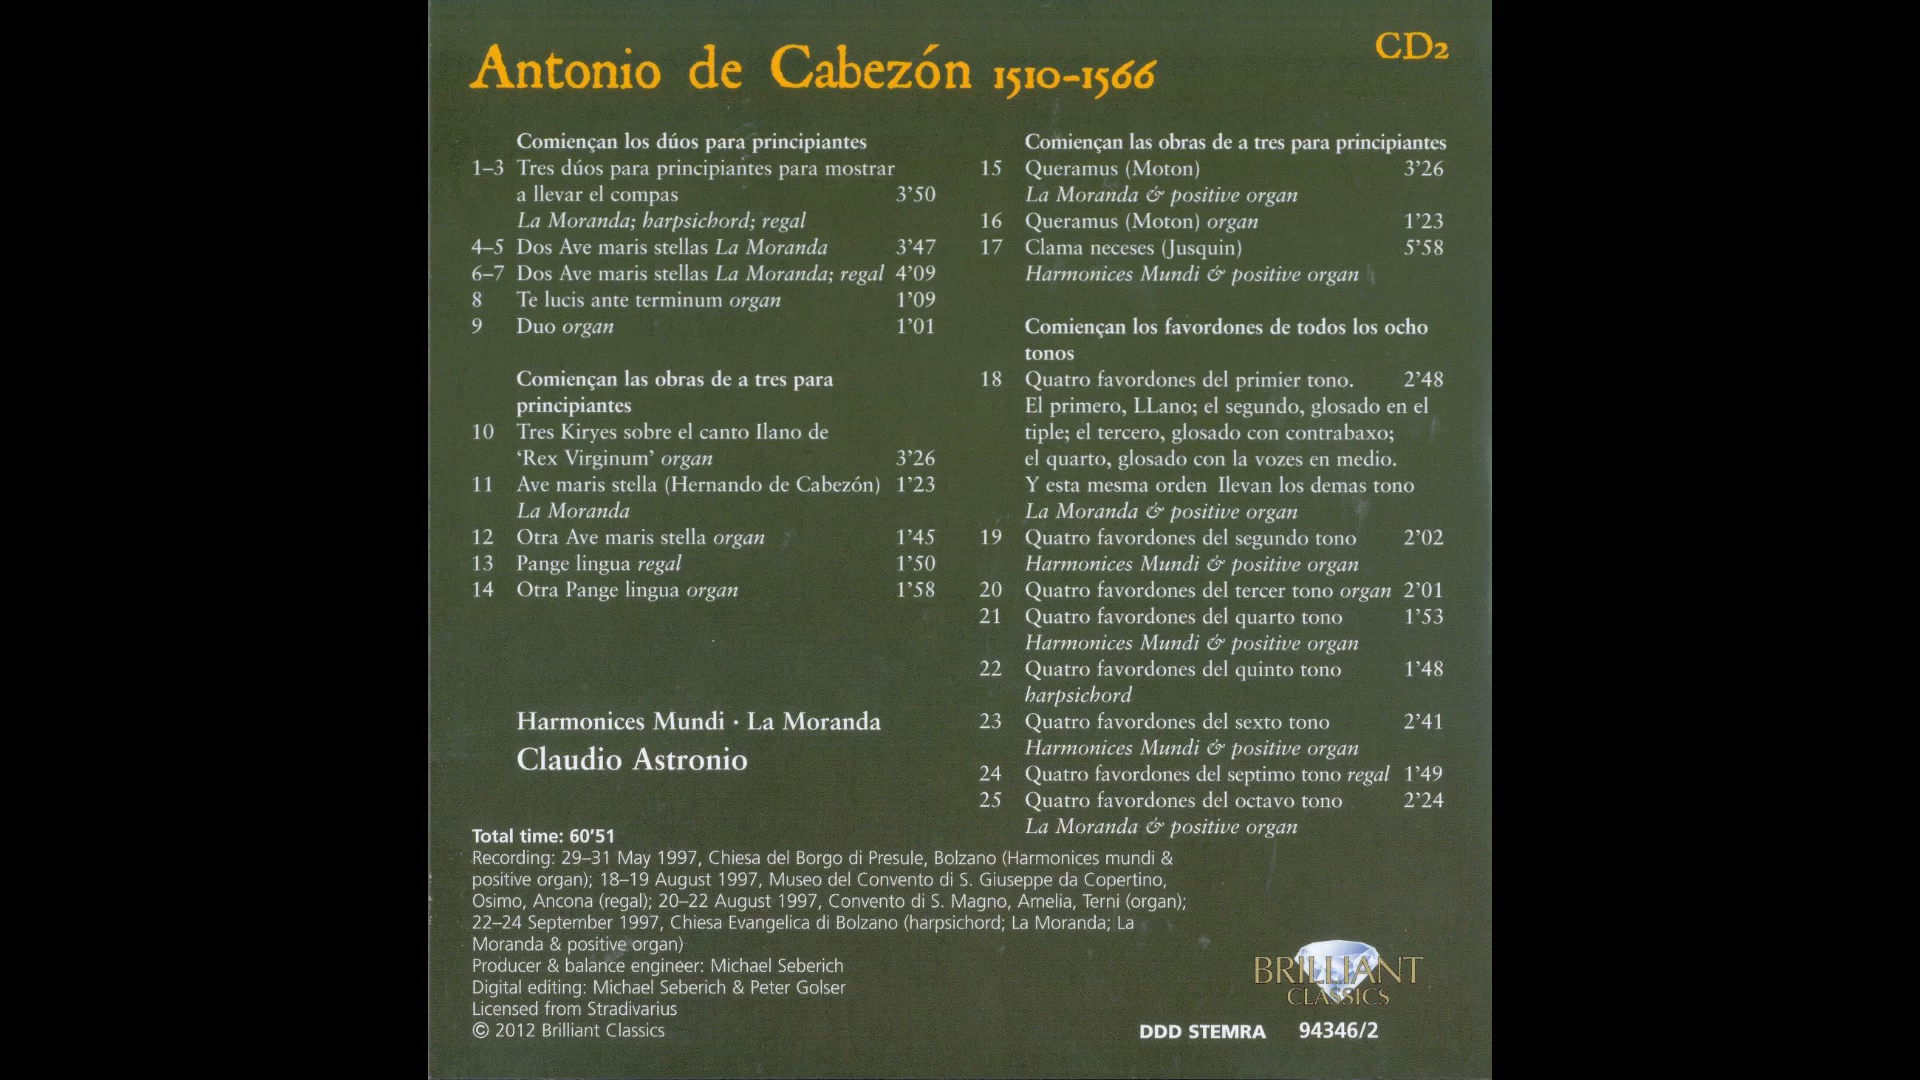 Antonio de Cabezón 1510–1566
CD2
Comiençan los dúos para principiantes
1–3 Tres dúos para principiantes para mostrar
a llevar el compas 3’50
La Moranda; harpsichord; regal
4–5 Dos Ave maris stellas La Moranda 3’47
6–7 Dos Ave maris stellas La Moranda; regal 4’09
8 Te lucis ante terminum organ 1’09
9 Duo organ 1’01
Comiençan las obras de a tres para
principiantes
10 Tres Kiryes sobre el canto Ilano de
‘Rex Virginum’ organ 3’26
11 Ave maris stella (Hernando de Cabezón) 1’23
La Moranda
12 Otra Ave maris stella organ 1’45
13 Pange lingua regal 1’50
14 Otra Pange lingua organ 1’58
Harmonices Mundi · La Moranda
Claudio Astronio
Comiençan las obras de a tres para principiantes
15 Queramus (Moton) 3’26
La Moranda & positive organ
16 Queramus (Moton) organ 1’23
17 Clama neceses (Jusquin) 5’58
Harmonices Mundi & positive organ
Comiençan los favordones de todos los ocho
tonos
18 Quatro favordones del primier tono. 2’48
El primero, LLano; el segundo, glosado en el
tiple; el tercero, glosado con contrabaxo;
el quarto, glosado con la vozes en medio.
Y esta mesma orden Ilevan los demas tono
La Moranda & positive organ
19 Quatro favordones del segundo tono 2’02
Harmonices Mundi & positive organ
20 Quatro favordones del tercer tono organ 2’01
21 Quatro favordones del quarto tono 1’53
Harmonices Mundi & positive organ
22 Quatro favordones del quinto tono 1’48
harpsichord
23 Quatro favordones del sexto tono 2’41
Harmonices Mundi & positive organ
24 Quatro favordones del septimo tono regal 1’49
25 Quatro favordones del octavo tono 2’24
La Moranda & positive organ
Total time: 60’51
Recording: 29–31 May 1997, Chiesa del Borgo di Presule, Bolzano (Harmonices mundi &
positive organ); 18–19 August 1997, Museo del Convento di S. Giuseppe da Copertino,
Osimo, Ancona (regal); 20–22 August 1997, Convento di S. Magno, Amelia, Terni (organ);
22–24 September 1997, Chiesa Evangelica di Bolzano (harpsichord; La Moranda; La
Moranda & positive organ)
Producer & balance engineer: Michael Seberich
Digital editing: Michael Seberich & Peter Golser
Licensed from Stradivarius
© 2012 Brilliant Classics
BRILLIANT
CLASSICS
DDD STEMRA 94346/2